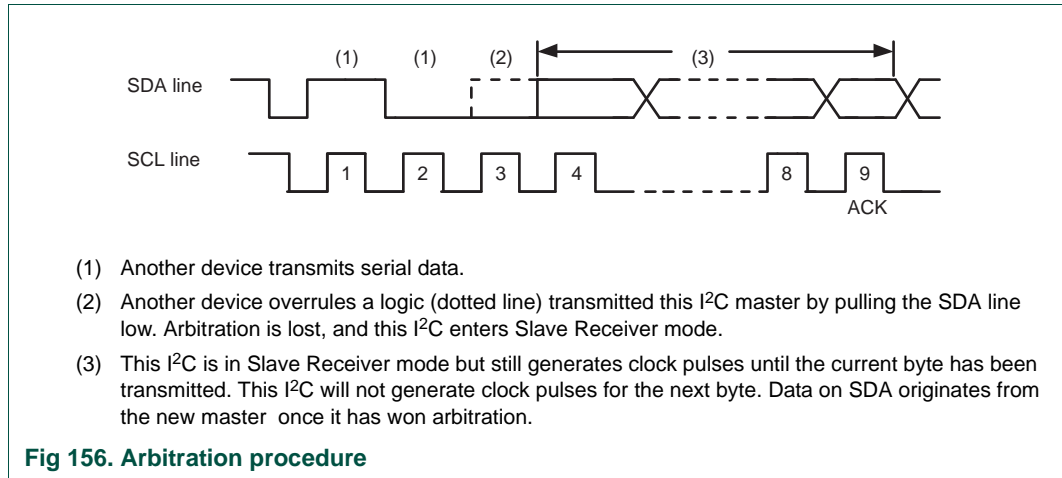 (1) (1) (2) (3)
SDA line
SCL line
1 2 3 4 8 9
ACK
(1) Another device transmits serial data.
(2) Another device overrules a logic (dotted line) transmitted this I2C master by pulling the SDA line
low. Arbitration is lost, and this I2C enters Slave Receiver mode.
(3) This I2C is in Slave Receiver mode but still generates clock pulses until the current byte has been
transmitted. This I2C will not generate clock pulses for the next byte. Data on SDA originates from
the new master once it has won arbitration.
Fig 156. Arbitration procedure